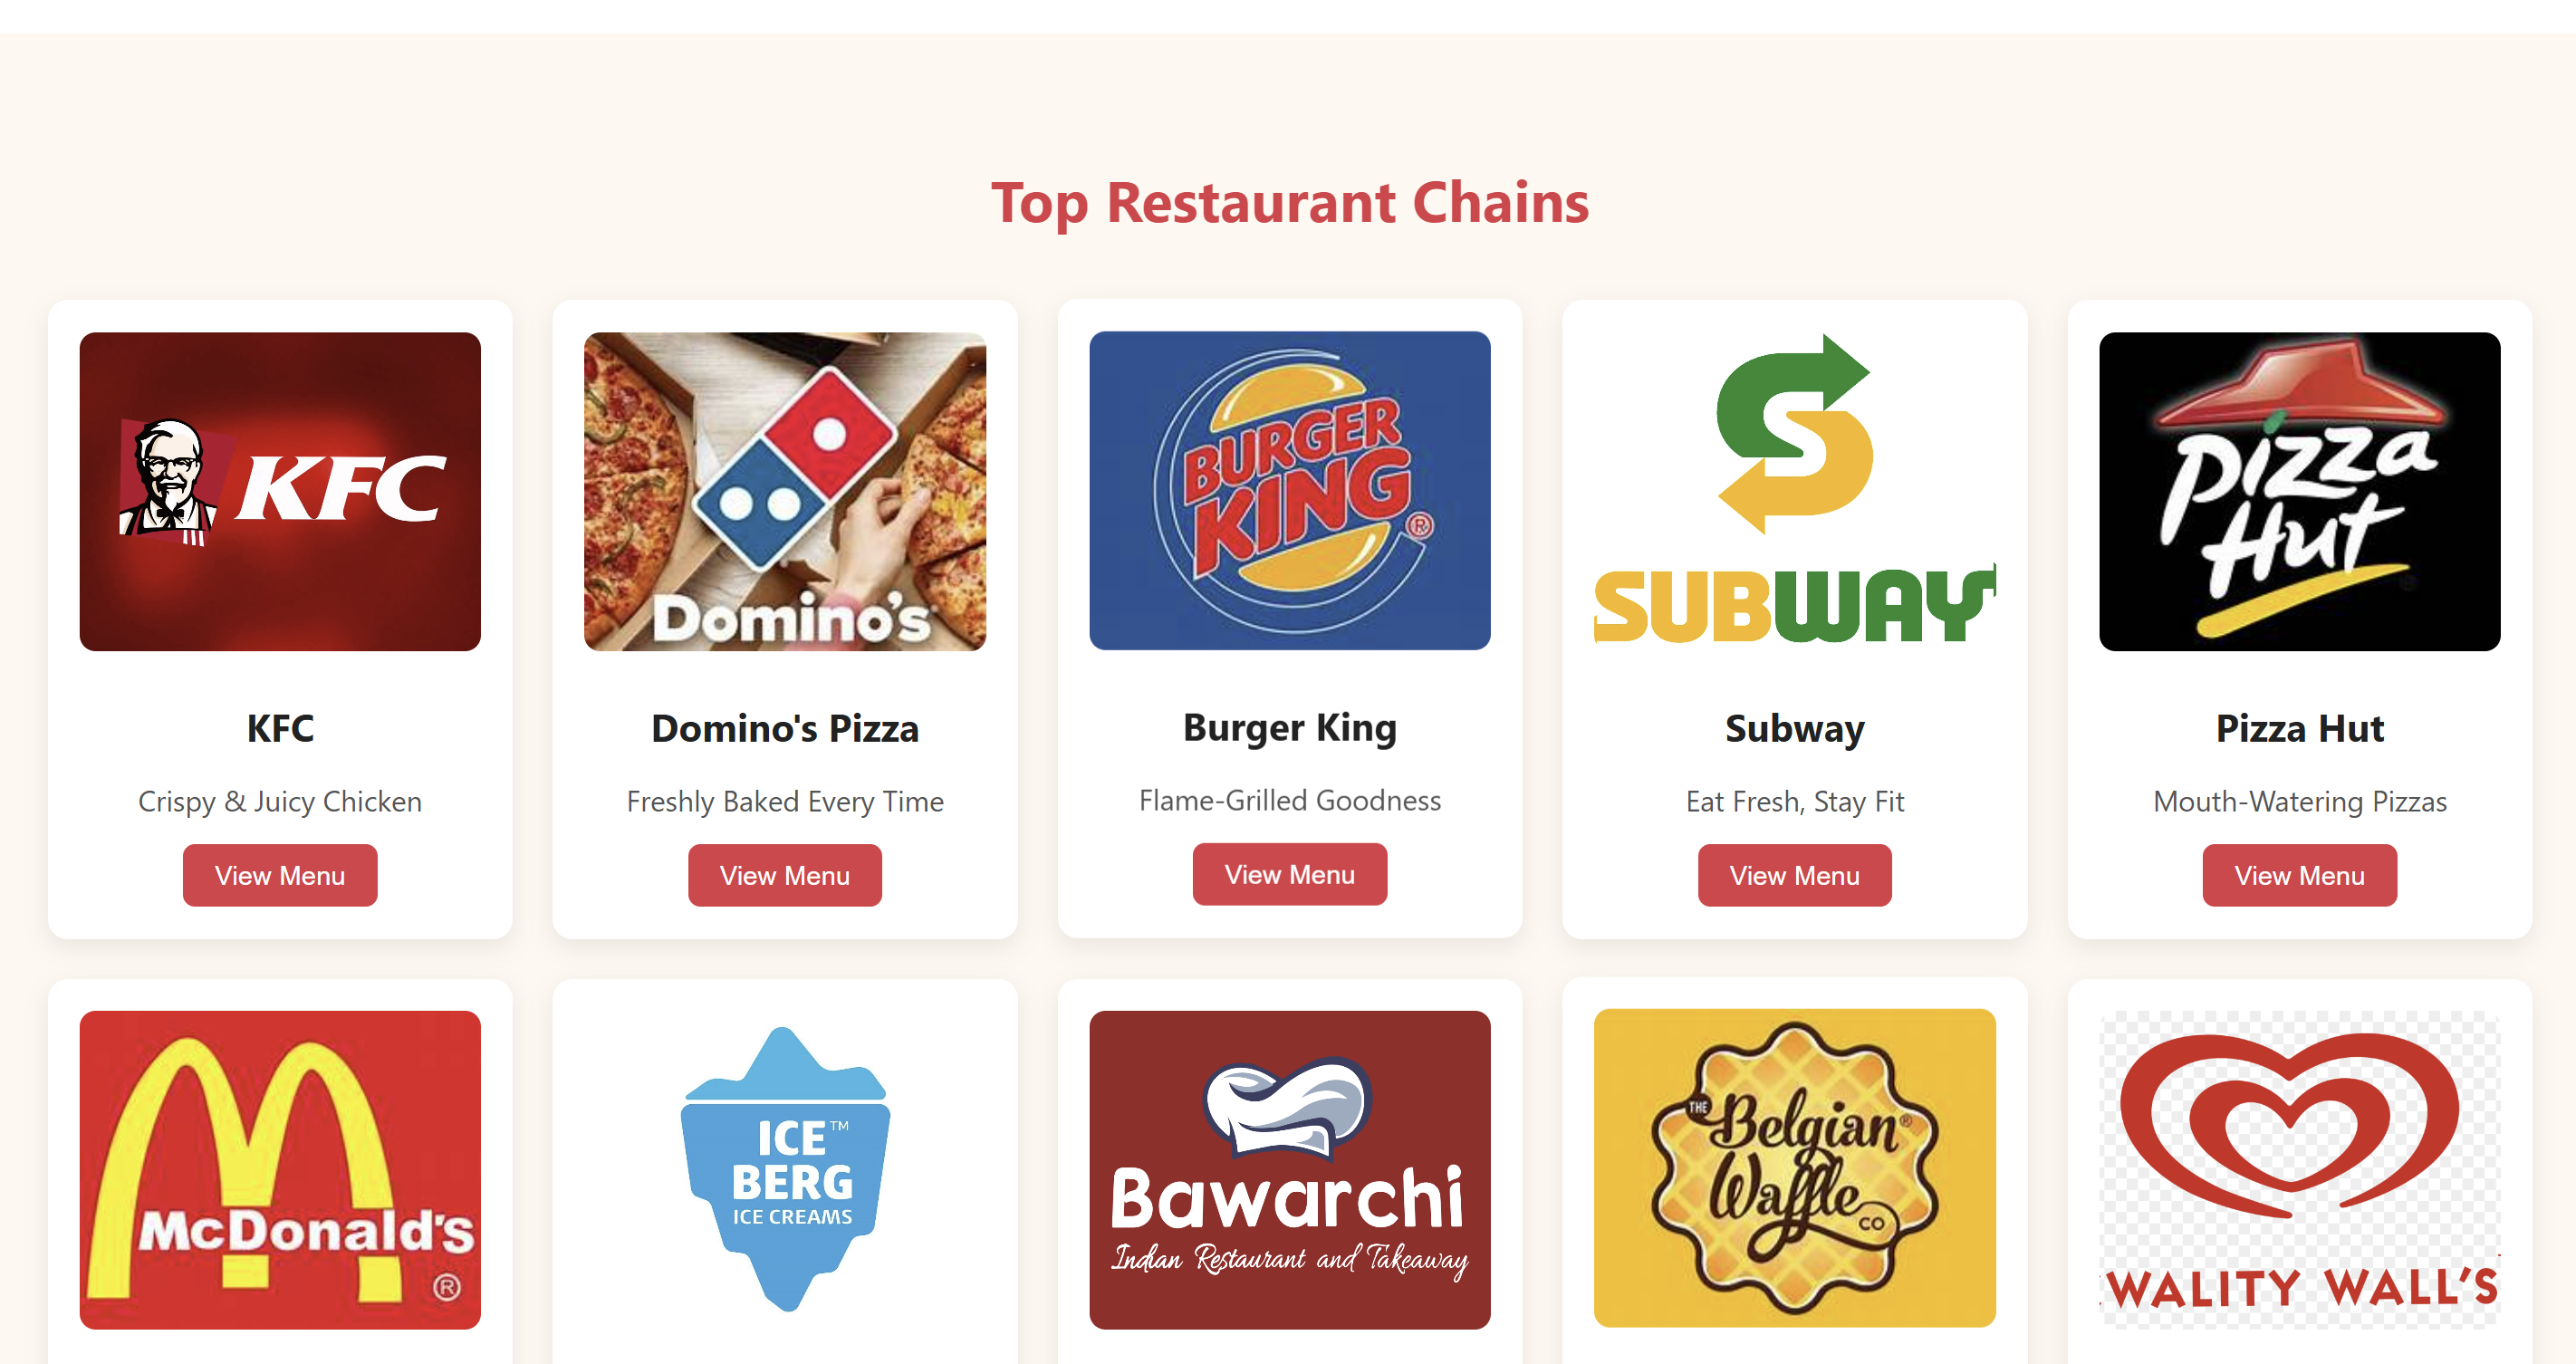 Top Restaurant Chains
KFC
Domino's
BURGER
KING
®
SUBWAY
Pizza
Hut
KFC
Domino's Pizza
Burger King
Subway
Pizza Hut
Crispy & Juicy Chicken
Freshly Baked Every Time
Flame-Grilled Goodness
Eat Fresh, Stay Fit
Mouth-Watering Pizzas
View Menu
View Menu
View Menu
View Menu
View Menu
McDonald's
®
ICE™
BERG
ICE CREAMS
Bawarchi
Indian Restaurant and Takeaway
THE
Belgian®
Waffle
CO
WALITY WALL'S